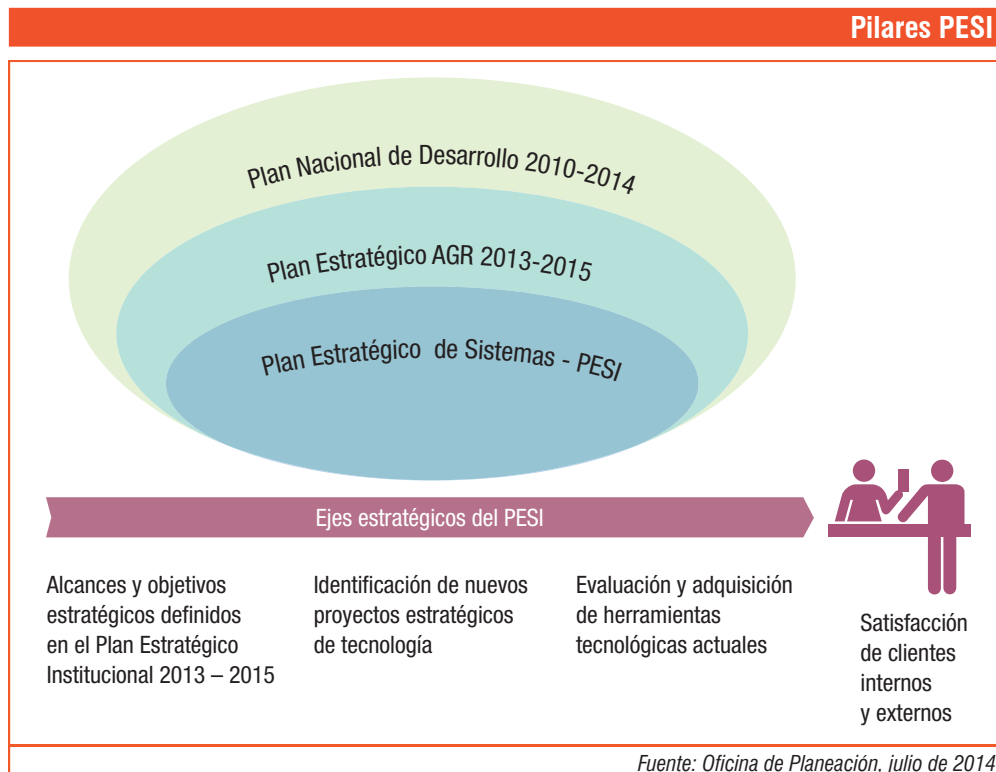 Pilares PESI
Plan Nacional de Desarrollo 2010-2014
Plan Estratégico AGR 2013-2015
Plan Estratégico de Sistemas - PESI
Ejes estratégicos del PESI
Alcances y objetivos
estratégicos definidos
en el Plan Estratégico
Institucional 2013 – 2015
Identificación de nuevos
proyectos estratégicos
de tecnología
Evaluación y adquisición
de herramientas
tecnológicas actuales
Satisfacción
de clientes
internos
y externos
Fuente: Oficina de Planeación, julio de 2014